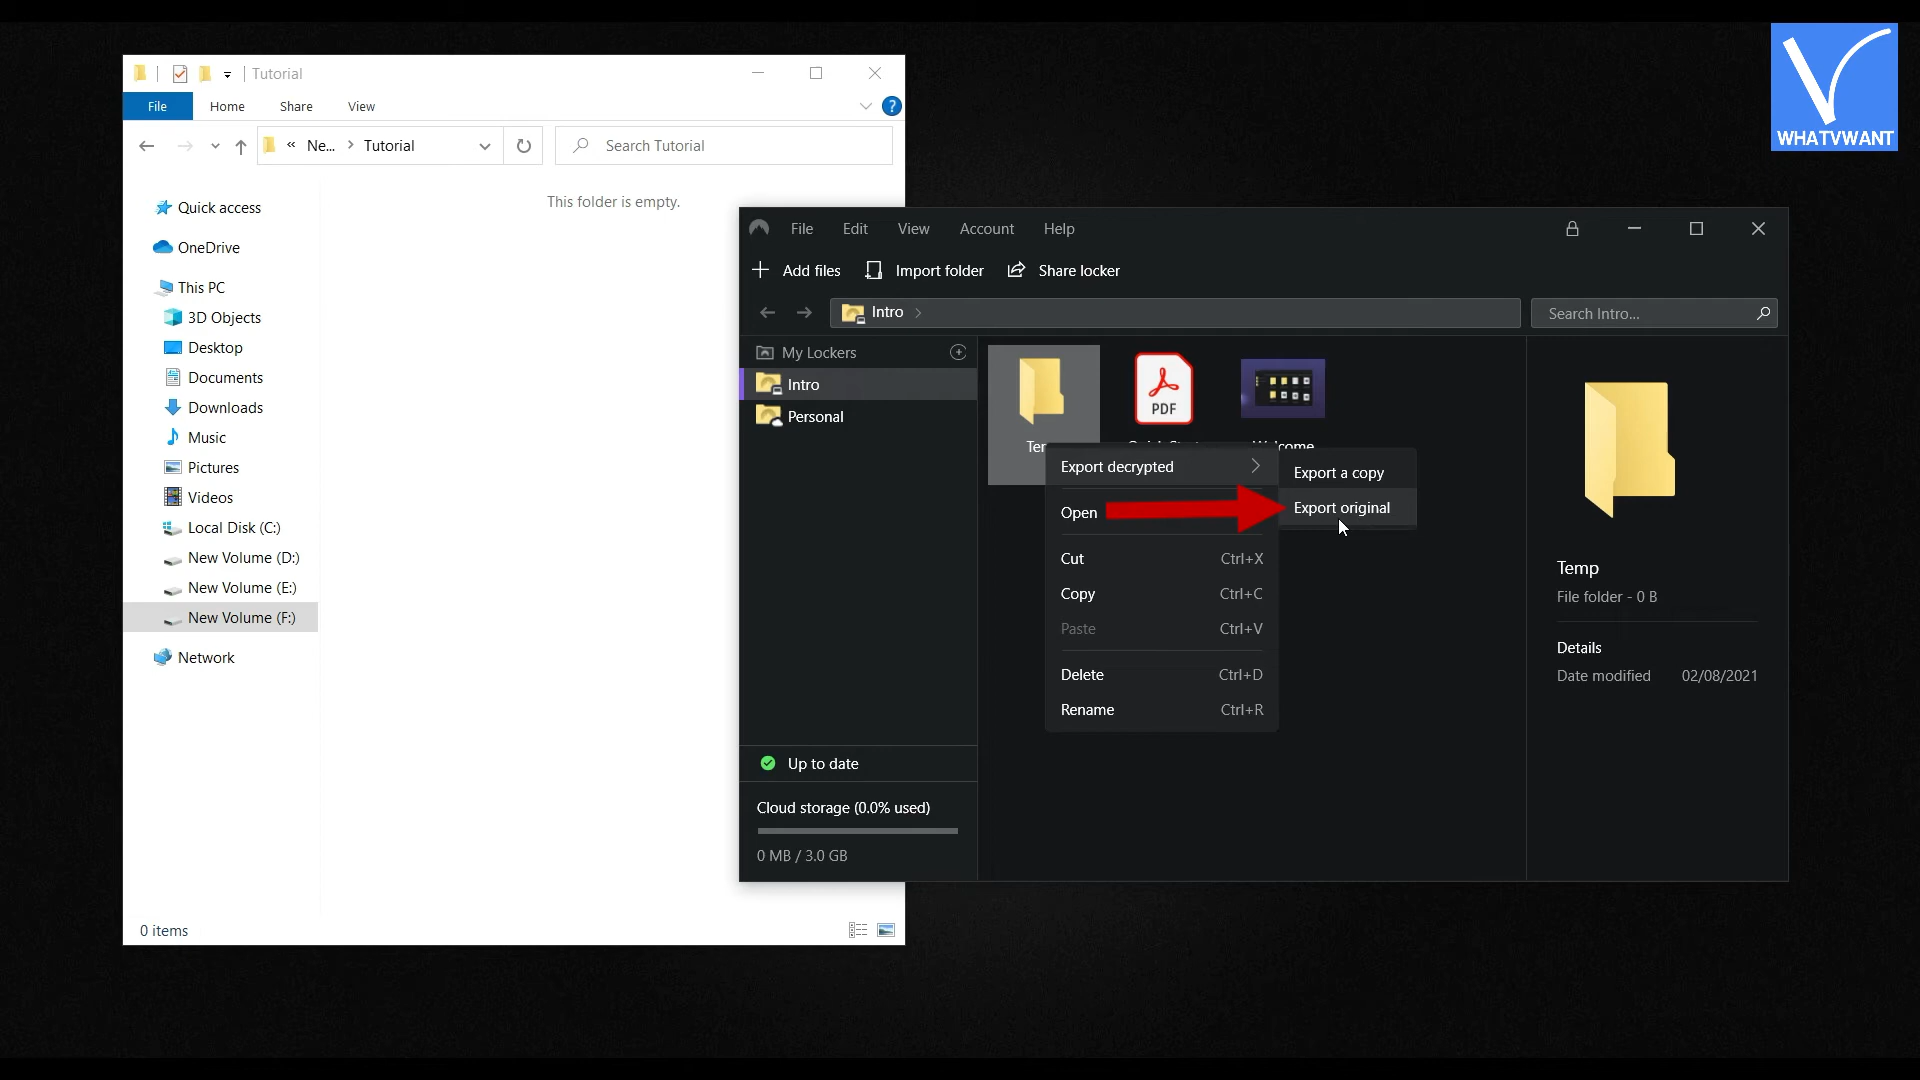 Tutorial
File Home Share View
?
« Ne... > Tutorial
Search Tutorial
Quick access
This folder is empty.
OneDrive
This PC
3D Objects
Desktop
Documents
Downloads
Music
Pictures
Videos
Local Disk (C:)
New Volume (D:)
New Volume (E:)
New Volume (F:)
Network
0 items
WHATVWANT
File Edit View Account Help
Add files Import folder Share locker
Intro >
Search Intro...
My Lockers
Intro
Personal
PDF
Export decrypted >
Open
Cut Ctrl+X
Copy Ctrl+C
Paste Ctrl+V
Delete Ctrl+D
Rename Ctrl+R
Export a copy
Export original
Temp
File folder - 0 B
Details
Date modified 02/08/2021
Up to date
Cloud storage (0.0% used)
0 MB / 3.0 GB